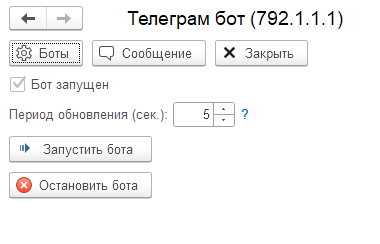 Телеграм бот (792.1.1.1)
Боты Сообщение Закрыть
Бот запущен
Период обновления (сек.): 5 ?
Запустить бота
Остановить бота